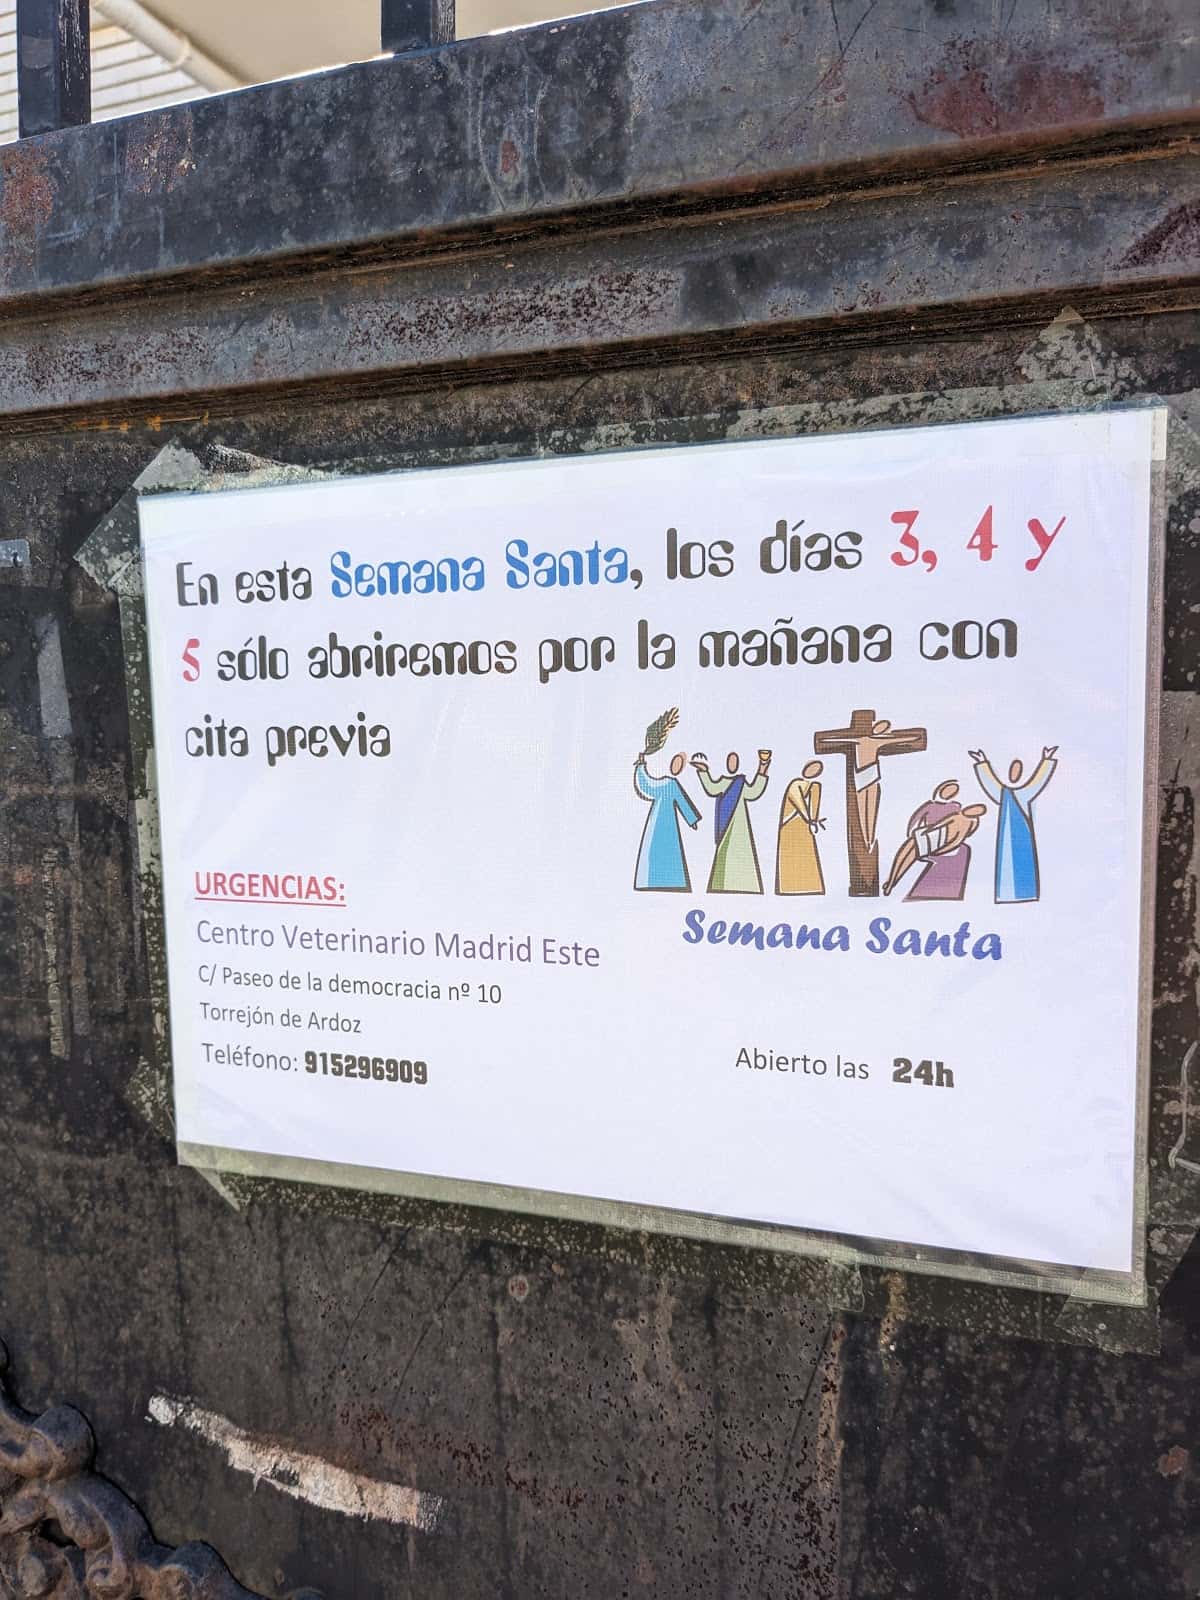 En esta Semana Santa, los días 3, 4 y
5 sólo abriremos por la mañana con
cita previa
Semana Santa
URGENCIAS:
Centro Veterinario Madrid Este
C/ Paseo de la democracia nº 10
Torrejón de Ardoz
Teléfono: 915296909
Abierto las 24h